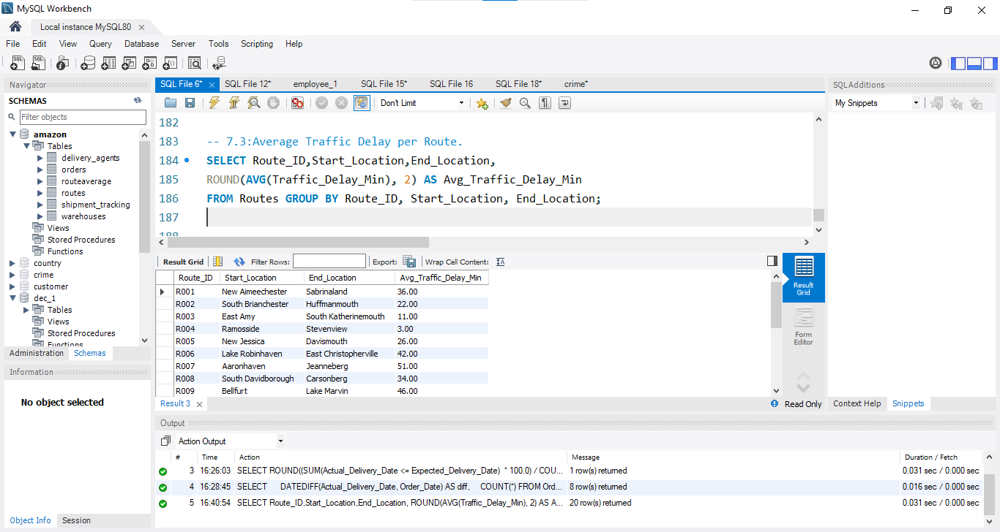 MySQL Workbench
Local instance MySQL80
File Edit View Query Database Server Tools Scripting Help
Navigator
SCHEMAS
Filter objects
amazon
Tables
delivery_agents
orders
routeaverage
routes
shipment_tracking
warehouses
Views
Stored Procedures
Functions
country
crime
customer
dec_1
Tables
Views
Stored Procedures
Functions
Administration Schemas
Information
No object selected
Object Info Session
SQL File 6* SQL File 12* employee_1 SQL File 15* SQL File 16 SQL File 18* crime*
Don't Limit
182
183 -- 7.3:Average Traffic Delay per Route.
184 SELECT Route_ID,Start_Location,End_Location,
185 ROUND(AVG(Traffic_Delay_Min), 2) AS Avg_Traffic_Delay_Min
186 FROM Routes GROUP BY Route_ID, Start_Location, End_Location;
187
188
Result Grid Filter Rows: Export: Wrap Cell Content:
Route_ID Start_Location End_Location Avg_Traffic_Delay_Min
R001 New Aimeechester Sabrinaland 36.00
R002 South Brianchester Huffmanmouth 22.00
R003 East Amy South Katherinemouth 11.00
R004 Ramosside Stevenview 3.00
R005 New Jessica Davismouth 26.00
R006 Lake Robinhaven East Christopherville 42.00
R007 Aaronhaven Jeanneberg 51.00
R008 South Davidborough Carsonberg 34.00
R009 Bellfurt Lake Marvin 46.00
Result Grid
Form Editor
Result 3
Read Only
SQLAdditions
My Snippets
Context Help Snippets
Output
Action Output
# Time Action Message Duration / Fetch
3 16:26:03 SELECT ROUND((SUM(Actual_Delivery_Date <= Expected_Delivery_Date) * 100.0) / COU... 1 row(s) returned 0.031 sec / 0.000 sec
4 16:28:45 SELECT DATEDIFF(Actual_Delivery_Date, Order_Date) AS diff, COUNT(*) FROM Ord... 8 row(s) returned 0.016 sec / 0.000 sec
5 16:40:54 SELECT Route_ID,Start_Location,End_Location, ROUND(AVG(Traffic_Delay_Min), 2) AS A... 20 row(s) returned 0.031 sec / 0.000 sec